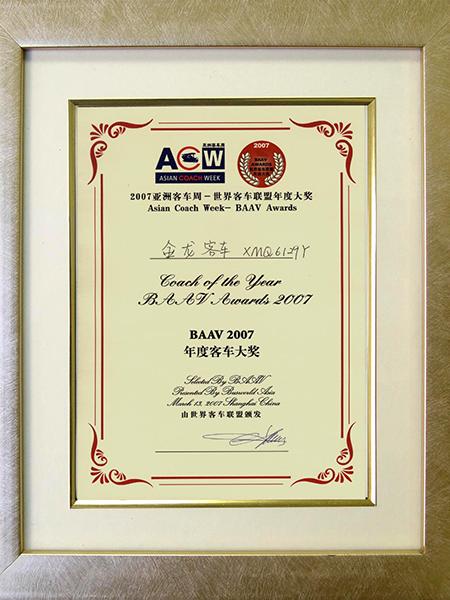 亚洲客车周
ACW
ASIAN COACH WEEK
2007
BAAV
AWARDS
2007亚洲客车周－世界客车联盟年度大奖
Asian Coach Week- BAAV Awards
金龙客车 XMQ6129Y
Coach of the Year
BAAV Awards 2007
BAAV 2007
年度客车大奖
Selected By BAAV
Presented By Busworld Asia
March 13, 2007 Shanghai China
由世界客车联盟颁发